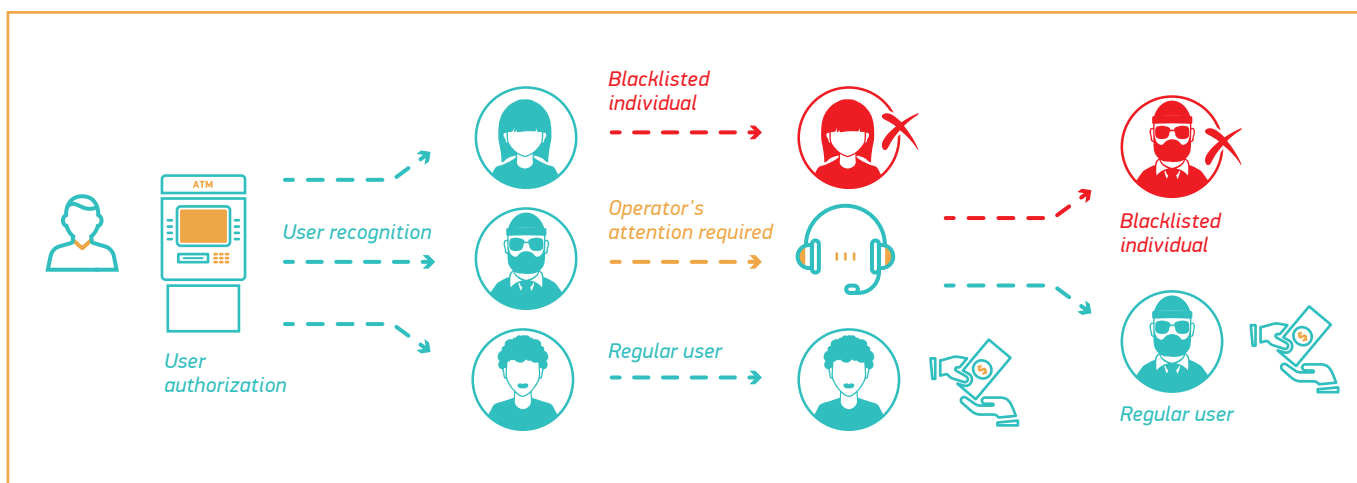 Blacklisted
individual
ATM
User recognition
Operator's
attention required
Blacklisted
individual
User
authorization
Regular user
$
Regular user
$